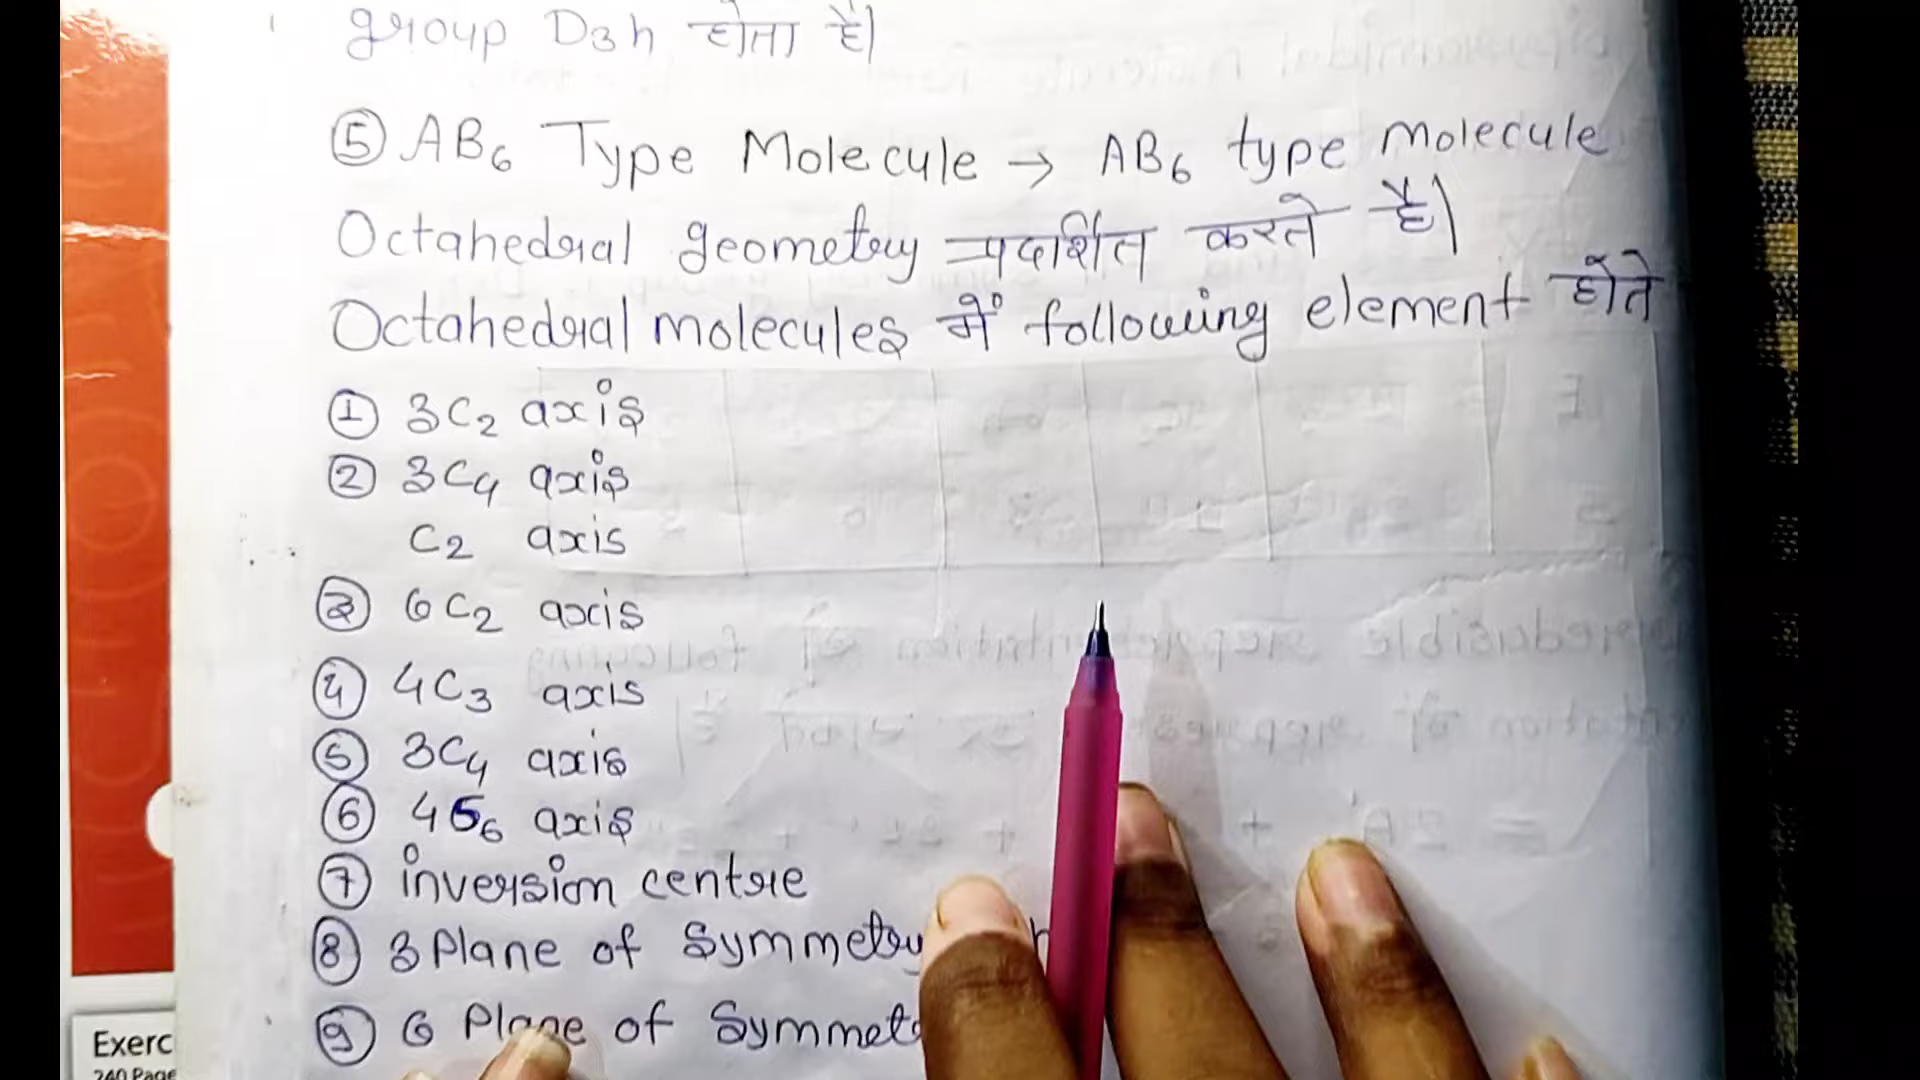 group D3h होता है।
⑤ AB6 Type Molecule → AB6 type molecule
Octahedral geometry प्रदर्शित करते है।
Octahedral molecules में following element होते
① 3C2 axis
② 3C4 axis
C2 axis
③ 6C2 axis
④ 4C3 axis
⑤ 3C4 axis
⑥ 4S6 axis
⑦ inversion centre
⑧ 3 Plane of Symmetry
⑨ 6 Plane of
Exerc
240 Page